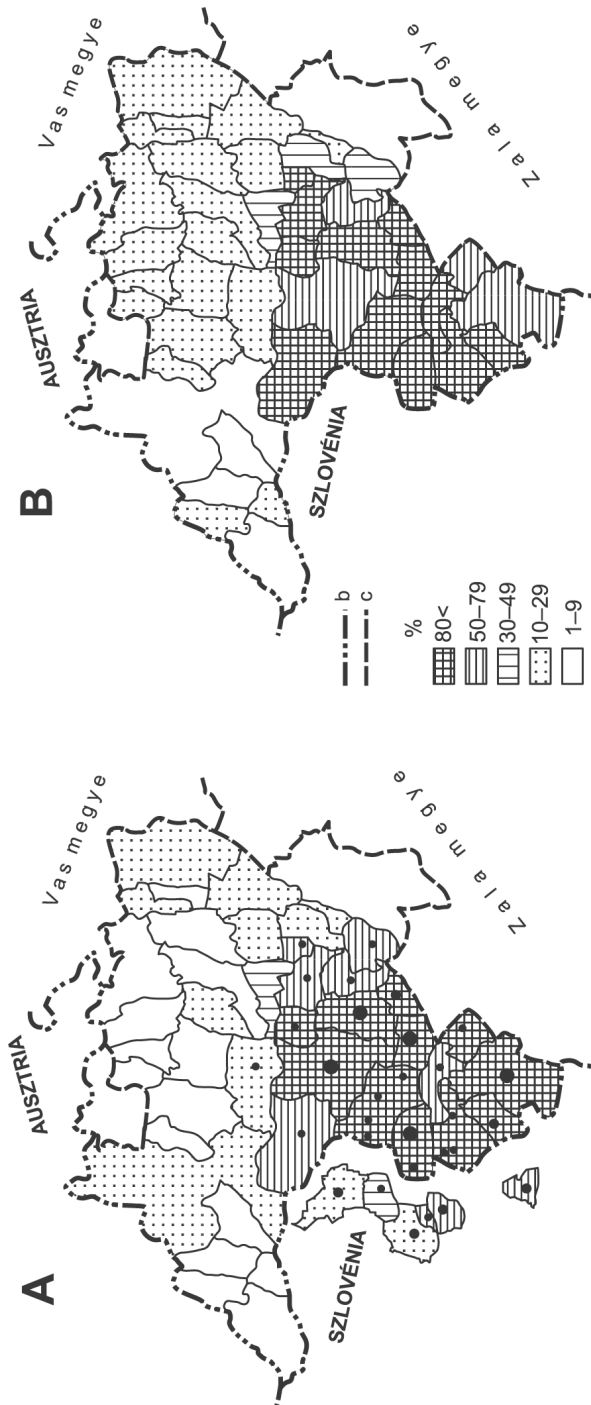 A
AUSZTRIA
Vas megye
SZLOVÉNIA
Zala megye
b
c
%
80<
50–79
30–49
10–29
1–9
B
AUSZTRIA
Vas megye
SZLOVÉNIA
Zala megye